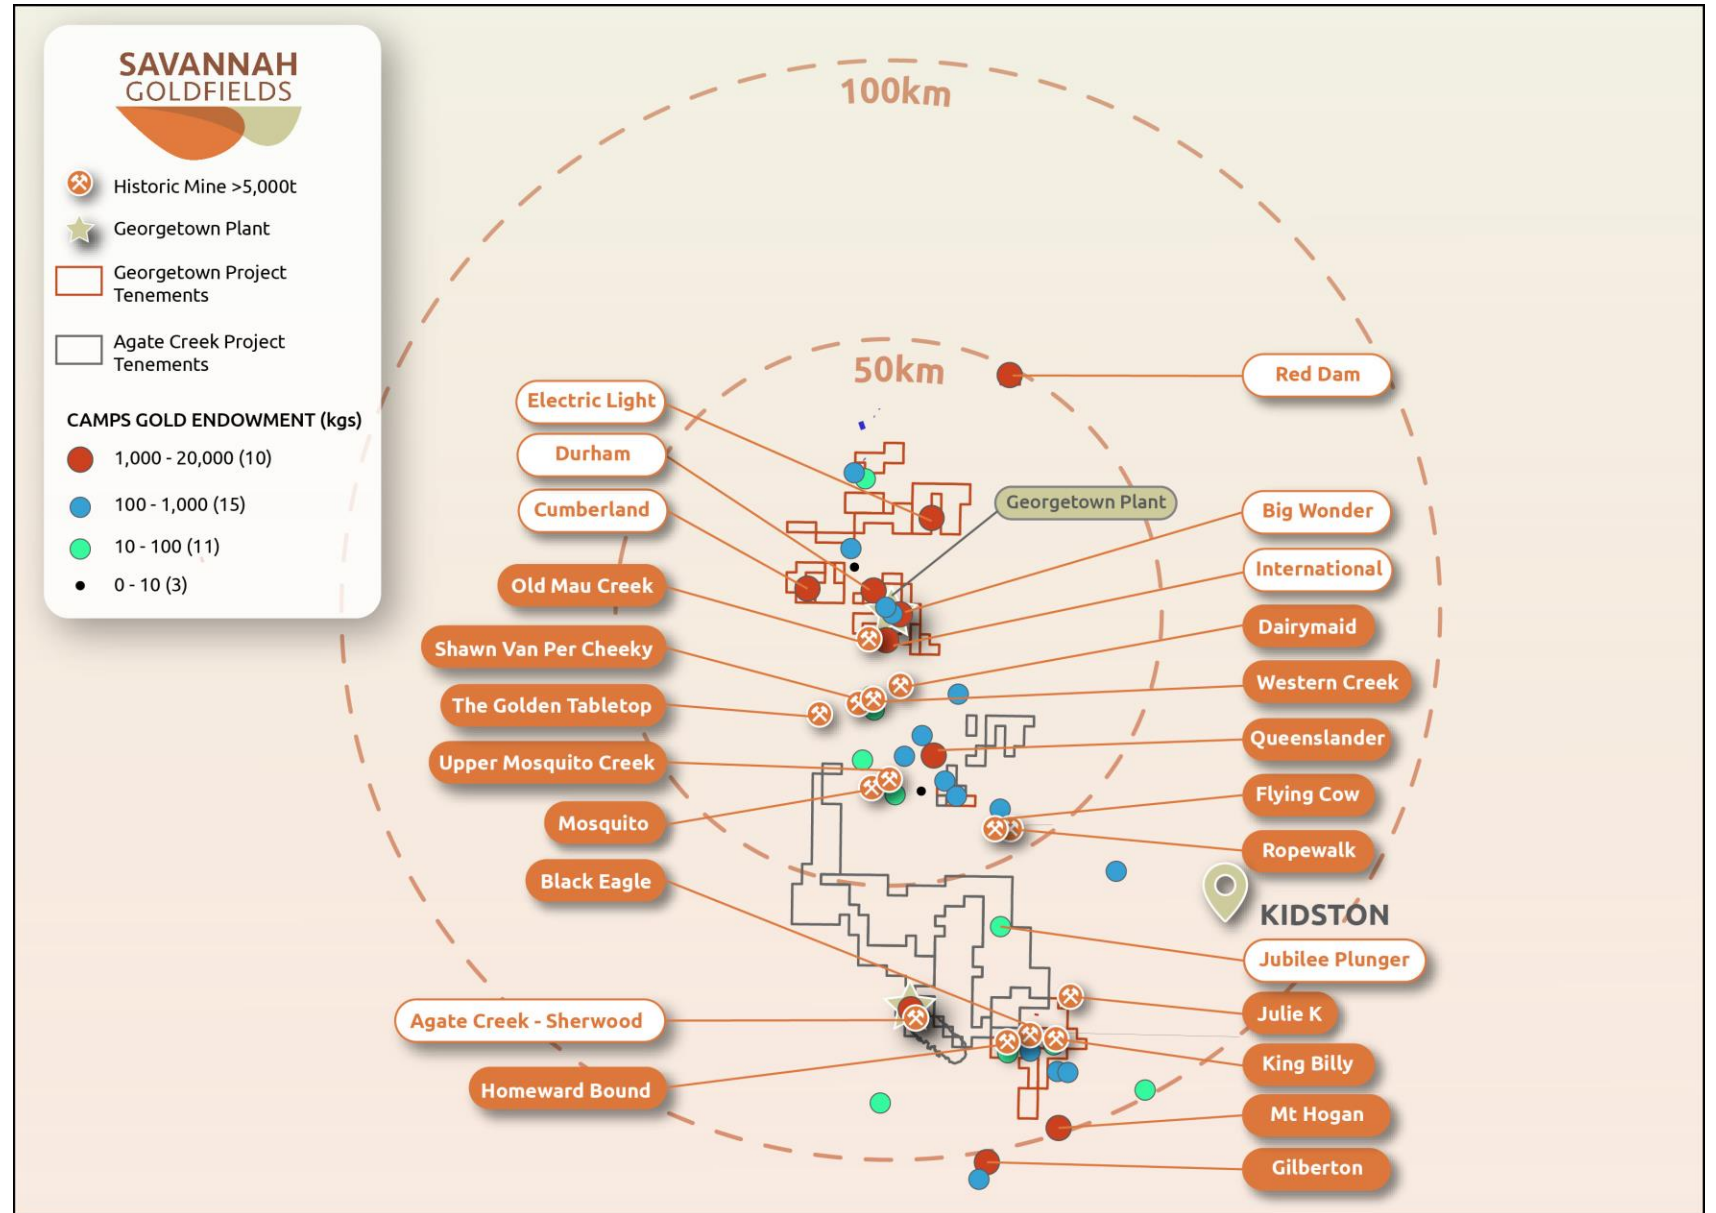 SAVANNAH
GOLDFIELDS
Historic Mine >5,000t
Georgetown Plant
Georgetown Project
Tenements
Agate Creek Project
Tenements
CAMPS GOLD ENDOWMENT (kgs)
1,000 - 20,000 (10)
100 - 1,000 (15)
10 - 100 (11)
0 - 10 (3)
100km
50km
Electric Light
Durham
Cumberland
Old Mau Creek
Shawn Van Per Cheeky
The Golden Tabletop
Upper Mosquito Creek
Mosquito
Black Eagle
Agate Creek - Sherwood
Homeward Bound
Georgetown Plant
Red Dam
Big Wonder
International
Dairymaid
Western Creek
Queenslander
Flying Cow
Ropewalk
KIDSTON
Jubilee Plunger
Julie K
King Billy
Mt Hogan
Gilberton